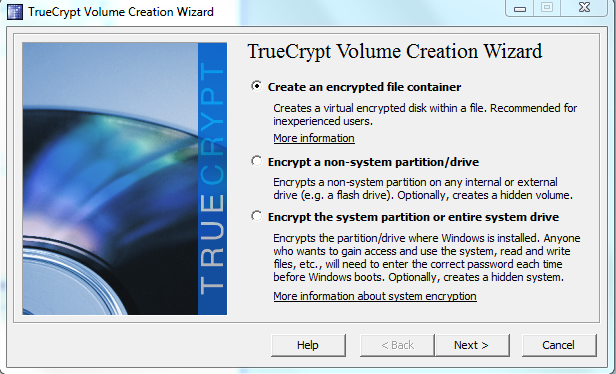 TrueCrypt Volume Creation Wizard
TRUECRYPT
TrueCrypt Volume Creation Wizard
Create an encrypted file container
Creates a virtual encrypted disk within a file. Recommended for
inexperienced users.
More information
Encrypt a non-system partition/drive
Encrypts a non-system partition on any internal or external
drive (e.g. a flash drive). Optionally, creates a hidden volume.
Encrypt the system partition or entire system drive
Encrypts the partition/drive where Windows is installed. Anyone
who wants to gain access and use the system, read and write
files, etc., will need to enter the correct password each time
before Windows boots. Optionally, creates a hidden system.
More information about system encryption
Help
< Back
Next >
Cancel